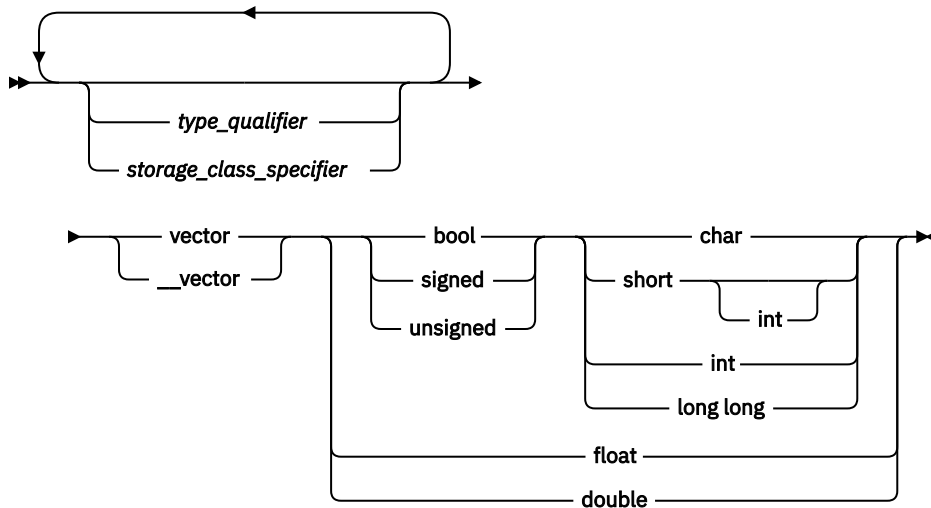 type_qualifier
storage_class_specifier
vector bool char
__vector signed short
unsigned int
int
long long
float
double